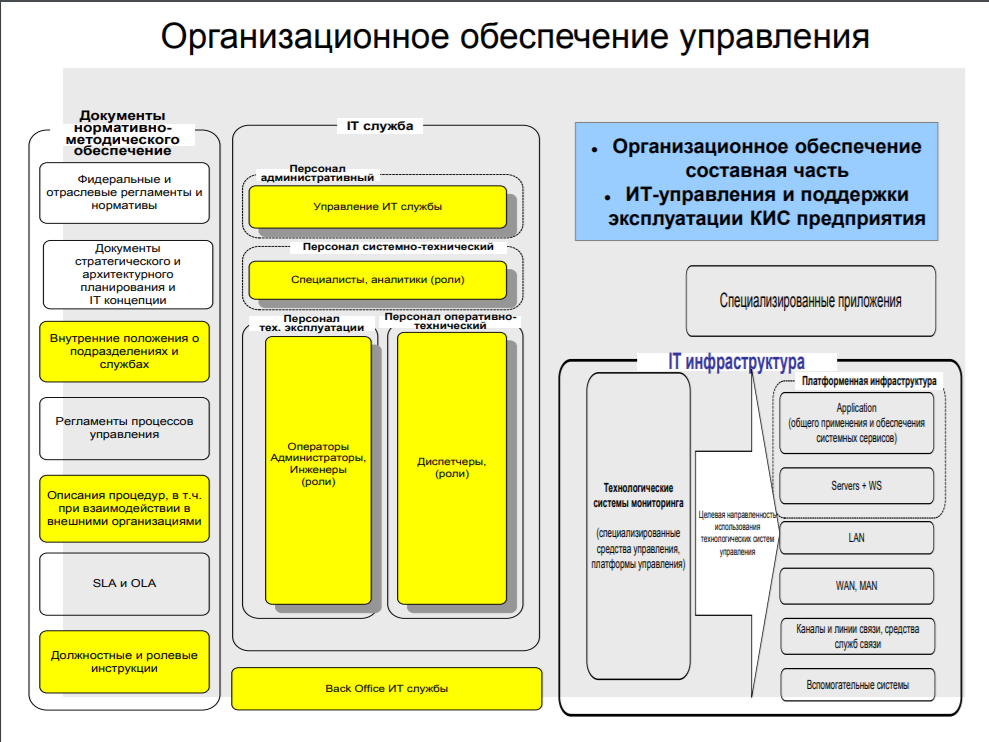 Организационное обеспечение управления
Документы
нормативно-
методического
обеспечение
Федеральные и
отраслевые регламенты и
нормативы
Документы
стратегического и
архитектурного
планирования и
IT концепции
Внутренние положения о
подразделениях и
службах
Регламенты процессов
управления
Описания процедур, в т.ч.
при взаимодействии в
внешними организациями
SLA и OLA
Должностные и ролевые
инструкции
IT служба
Персонал
административный
Управление ИТ службы
Персонал системно-технический
Специалисты, аналитики (роли)
Персонал
тех. эксплуатации
Операторы
Администраторы,
Инженеры
(роли)
Персонал оперативно-
технический
Диспетчеры,
(роли)
Back Office ИТ службы
• Организационное обеспечение
составная часть
• ИТ-управления и поддержки
эксплуатации КИС предприятия
Специализированные приложения
IT инфраструктура
Технологические
системы мониторинга
(специализированные
средства управления,
платформы управления)
Целевая направленность
использования
технологических систем
управления
Платформенная инфраструктура
Application
(общего применения и обеспечения
системных сервисов)
Servers + WS
LAN
WAN, MAN
Каналы и линии связи, средства
служб связи
Вспомогательные системы